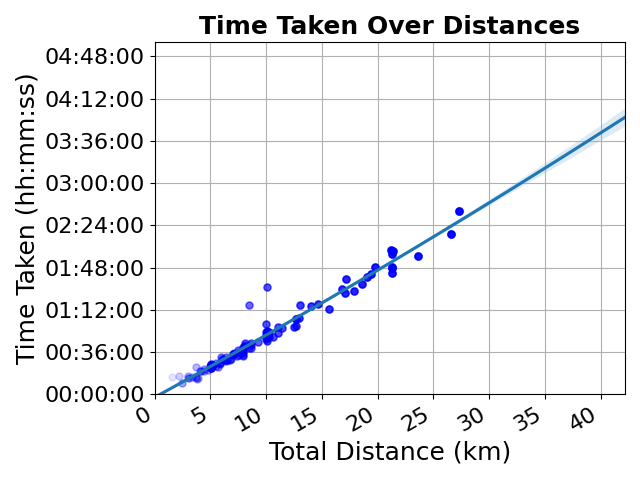 Time Taken Over Distances
04:48:00
04:12:00
03:36:00
03:00:00
02:24:00
01:48:00
01:12:00
00:36:00
00:00:00
Time Taken (hh:mm:ss)
0 5 10 15 20 25 30 35 40
Total Distance (km)